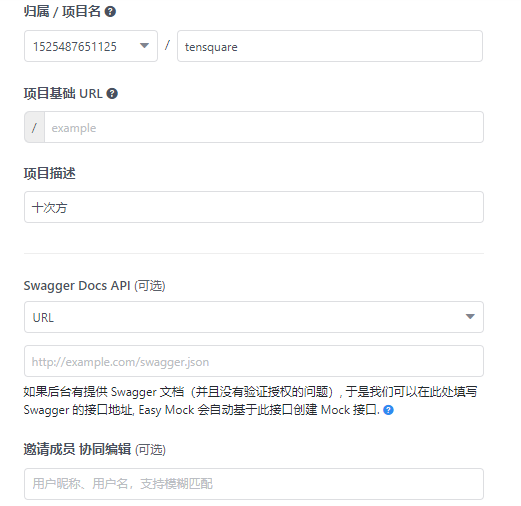 归属 / 项目名
1525487651125 / tensquare
项目基础 URL
/ example
项目描述
十次方
Swagger Docs API (可选)
URL
http://example.com/swagger.json
如果后台有提供 Swagger 文档（并且没有验证授权的问题）, 于是我们可以在此处填写
Swagger 的接口地址, Easy Mock 会自动基于此接口创建 Mock 接口.
邀请成员 协同编辑 (可选)
用户昵称、用户名，支持模糊匹配